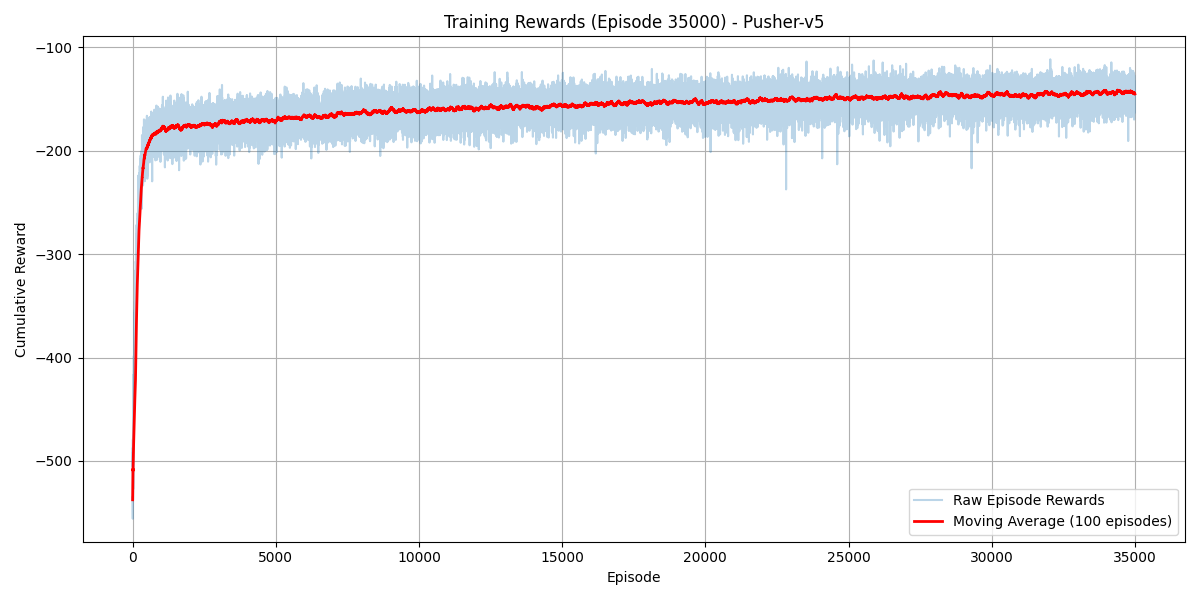 Training Rewards (Episode 35000) - Pusher-v5
Cumulative Reward
−100
−200
−300
−400
−500
0
5000
10000
15000
20000
25000
30000
35000
Episode
Raw Episode Rewards
Moving Average (100 episodes)